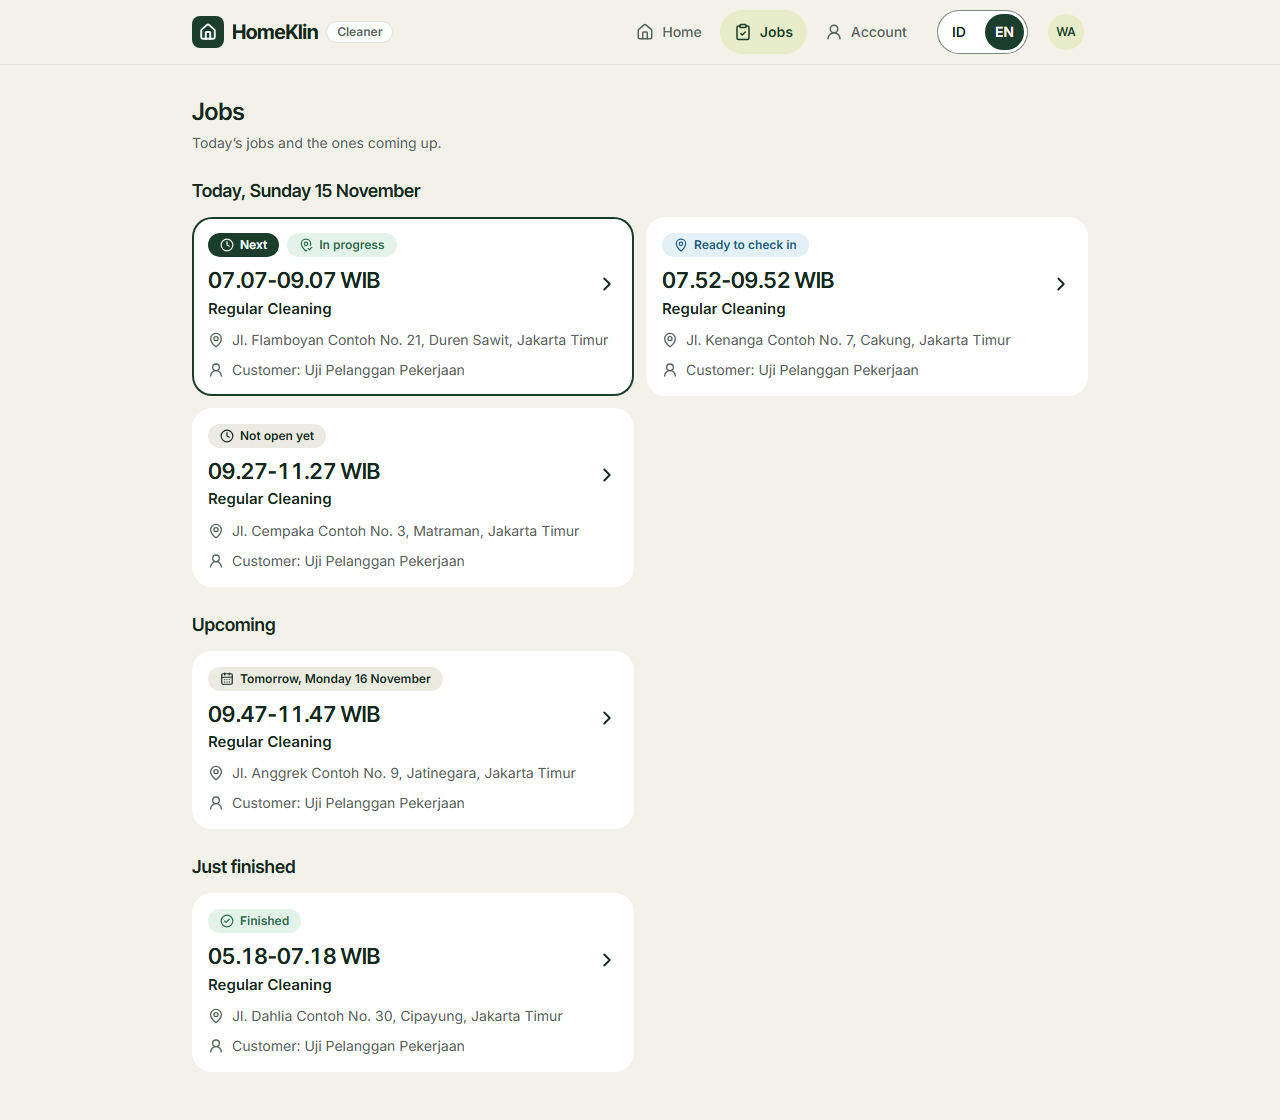 HomeKlin Cleaner Home Jobs Account ID EN WA
Jobs
Today’s jobs and the ones coming up.
Today, Sunday 15 November
Next In progress
07.07-09.07 WIB
Regular Cleaning
Jl. Flamboyan Contoh No. 21, Duren Sawit, Jakarta Timur
Customer: Uji Pelanggan Pekerjaan
Ready to check in
07.52-09.52 WIB
Regular Cleaning
Jl. Kenanga Contoh No. 7, Cakung, Jakarta Timur
Customer: Uji Pelanggan Pekerjaan
Not open yet
09.27-11.27 WIB
Regular Cleaning
Jl. Cempaka Contoh No. 3, Matraman, Jakarta Timur
Customer: Uji Pelanggan Pekerjaan
Upcoming
Tomorrow, Monday 16 November
09.47-11.47 WIB
Regular Cleaning
Jl. Anggrek Contoh No. 9, Jatinegara, Jakarta Timur
Customer: Uji Pelanggan Pekerjaan
Just finished
Finished
05.18-07.18 WIB
Regular Cleaning
Jl. Dahlia Contoh No. 30, Cipayung, Jakarta Timur
Customer: Uji Pelanggan Pekerjaan